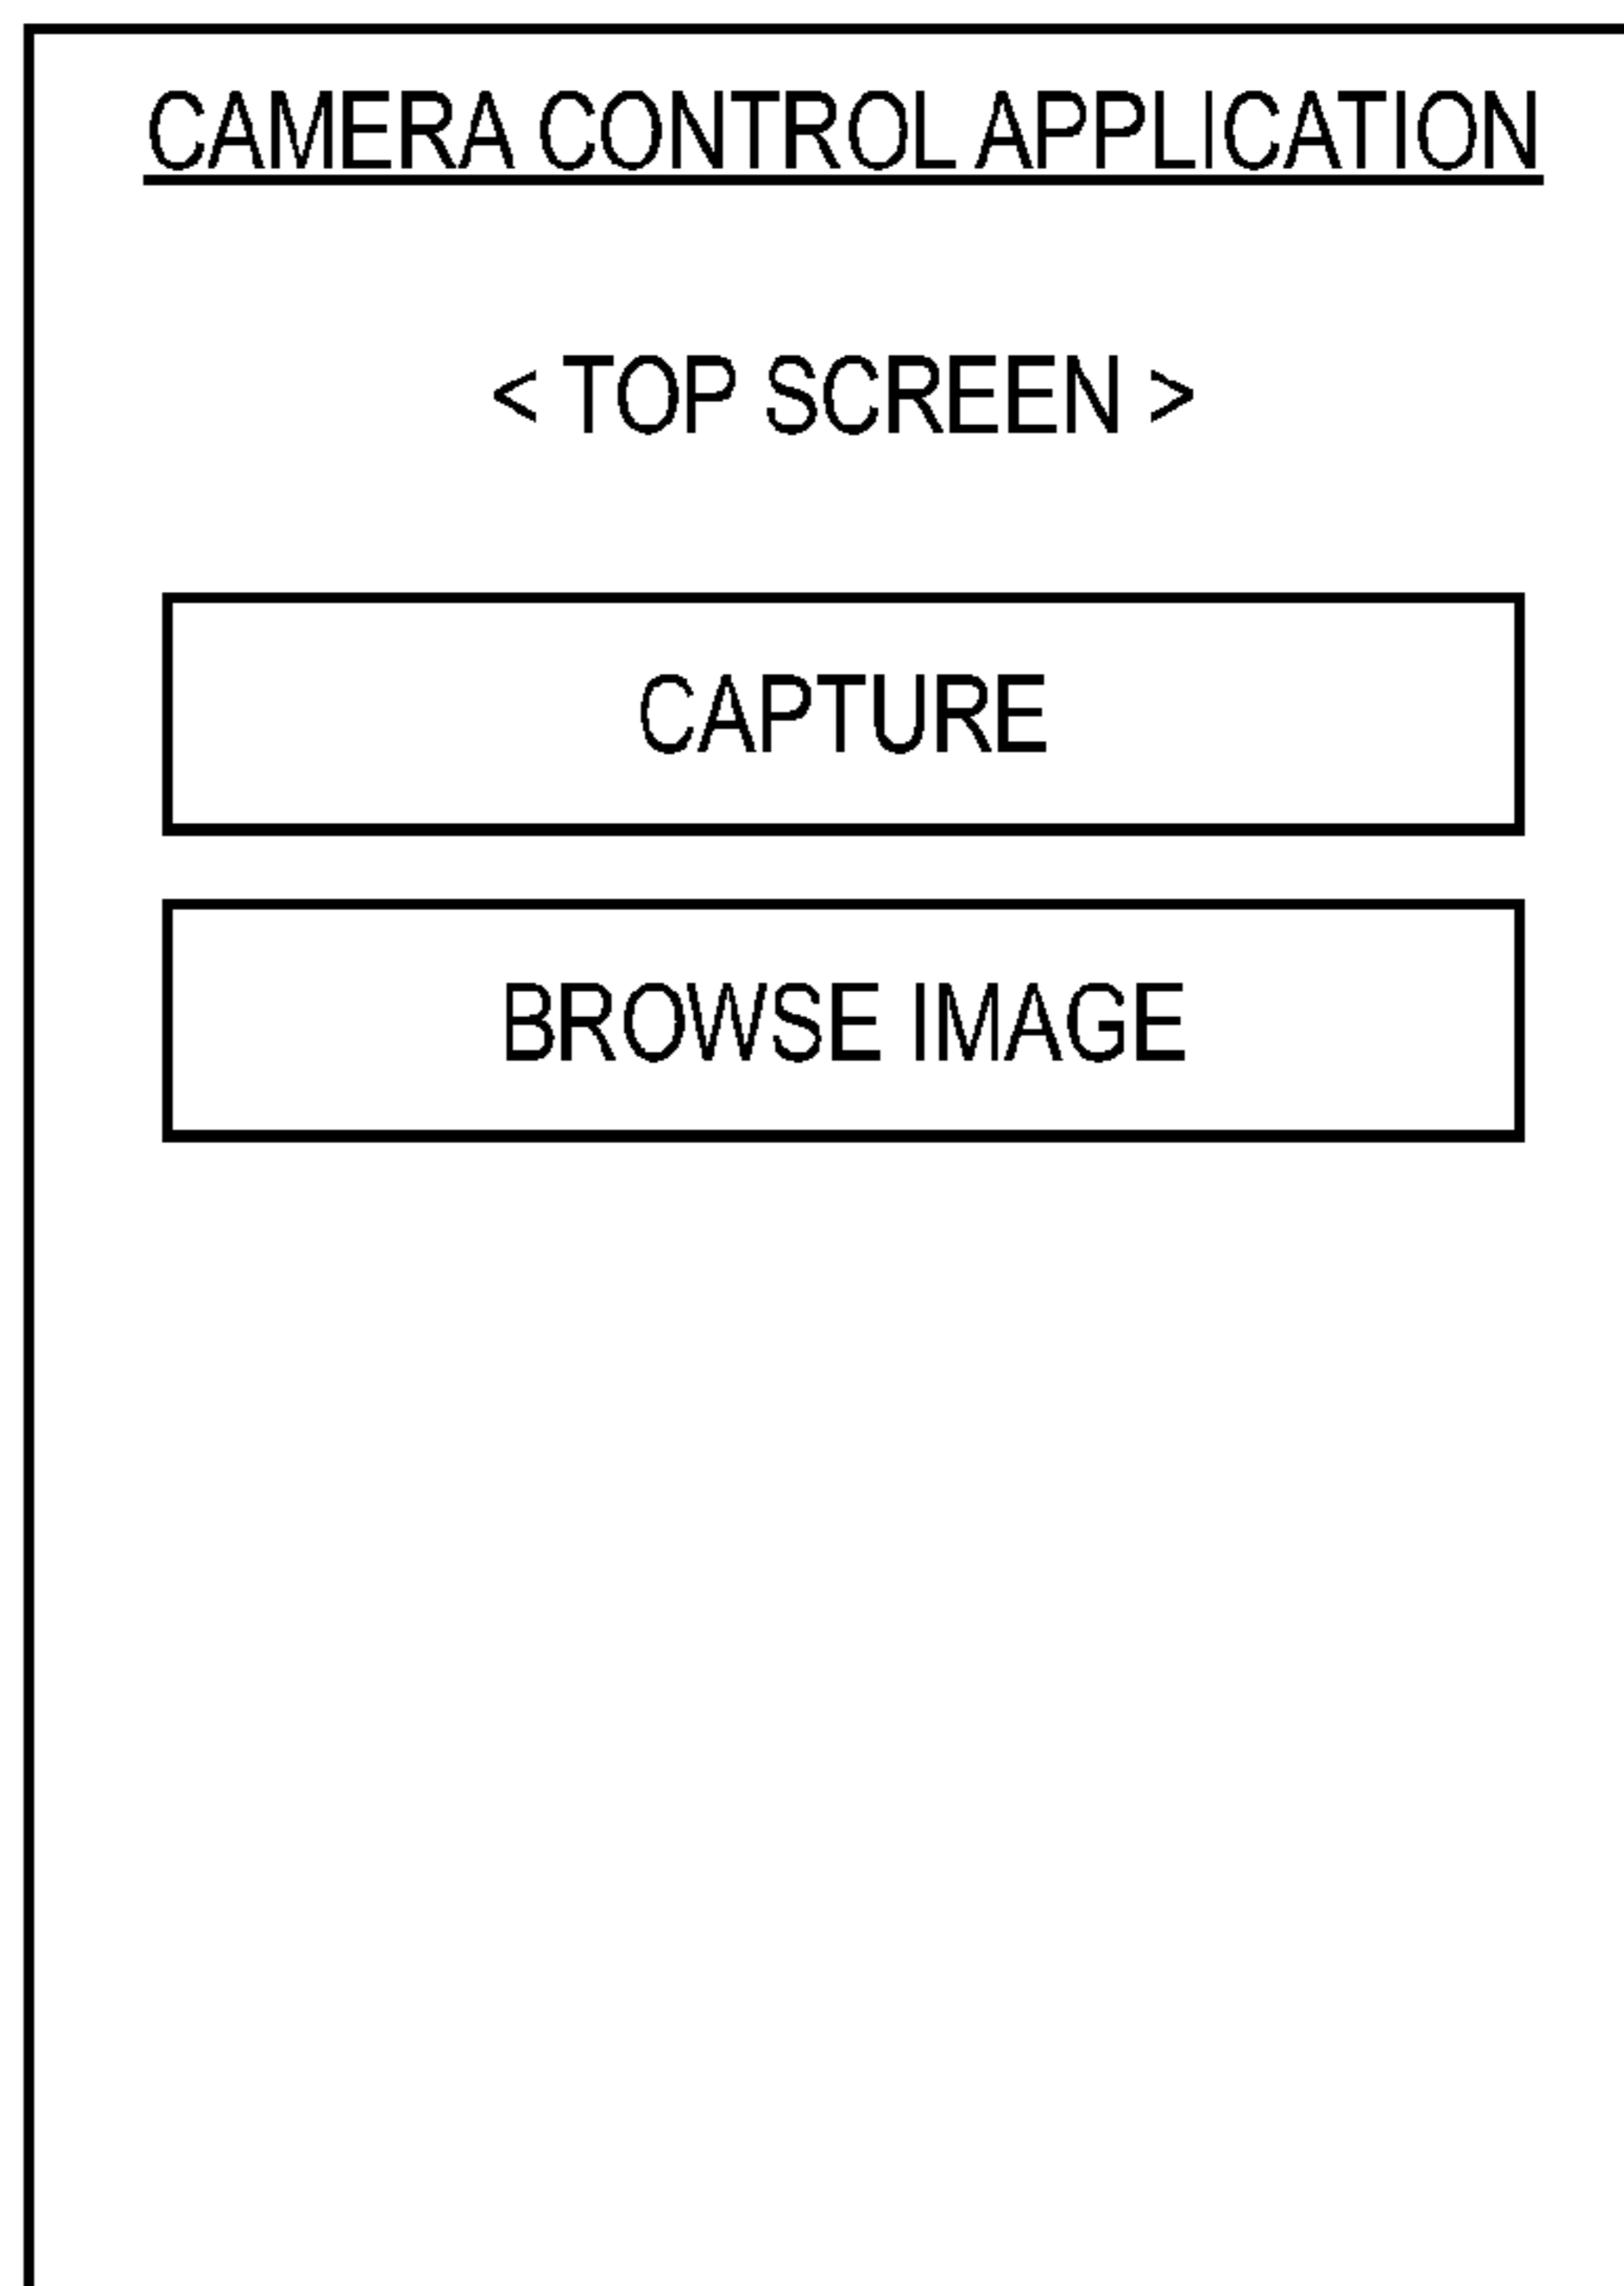 CAMERA CONTROL APPLICATION
< TOP SCREEN >
CAPTURE
BROWSE IMAGE